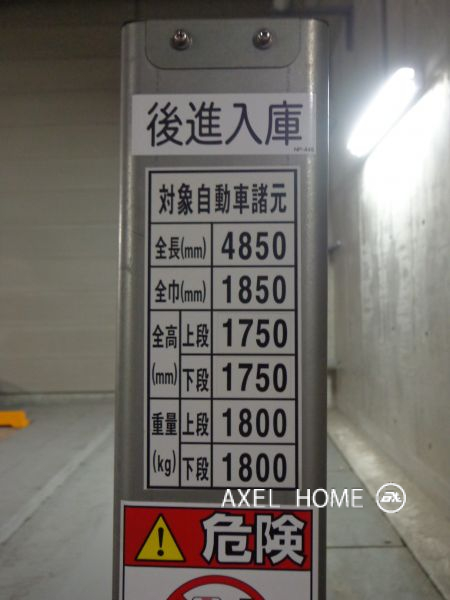 後進入庫
NP-446
対象自動車諸元
全長(mm) 4850
全巾(mm) 1850
全高(mm) 上段 1750
下段 1750
重量(kg) 上段 1800
下段 1800
AXEL HOME
危険